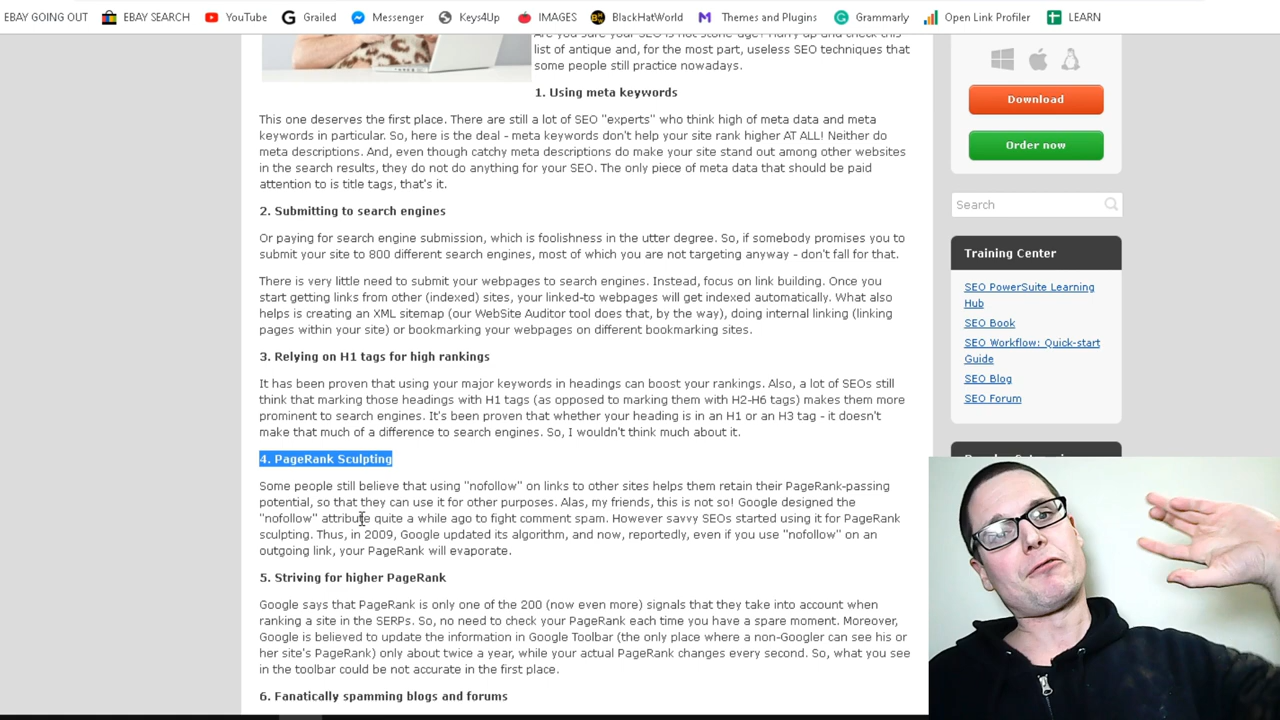 EBAY GOING OUT EBAY SEARCH YouTube Grailed Messenger Keys4Up IMAGES BlackHatWorld Themes and Plugins Grammarly Open Link Profiler LEARN
list of antique and, for the most part, useless SEO techniques that
some people still practice nowadays.
1. Using meta keywords
This one deserves the first place. There are still a lot of SEO "experts" who think high of meta data and meta
keywords in particular. So, here is the deal - meta keywords don't help your site rank higher AT ALL! Neither do
meta descriptions. And, even though catchy meta descriptions do make your site stand out among other websites
in the search results, they do not do anything for your SEO. The only piece of meta data that should be paid
attention to is title tags, that's it.
2. Submitting to search engines
Or paying for search engine submission, which is foolishness in the utter degree. So, if somebody promises you to
submit your site to 800 different search engines, most of which you are not targeting anyway - don't fall for that.
There is very little need to submit your webpages to search engines. Instead, focus on link building. Once you
start getting links from other (indexed) sites, your linked-to webpages will get indexed automatically. What also
helps is creating an XML sitemap (our WebSite Auditor tool does that, by the way), doing internal linking (linking
pages within your site) or bookmarking your webpages on different bookmarking sites.
3. Relying on H1 tags for high rankings
It has been proven that using your major keywords in headings can boost your rankings. Also, a lot of SEOs still
think that marking those headings with H1 tags (as opposed to marking them with H2-H6 tags) makes them more
prominent to search engines. It's been proven that whether your heading is in an H1 or an H3 tag - it doesn't
make that much of a difference to search engines. So, I wouldn't think much about it.
4. PageRank Sculpting
Some people still believe that using "nofollow" on links to other sites helps them retain their PageRank-passing
potential, so that they can use it for other purposes. Alas, my friends, this is not so! Google designed the
"nofollow" attribute quite a while ago to fight comment spam. However savvy SEOs started using it for PageRank
sculpting. Thus, in 2009, Google updated its algorithm, and now, reportedly, even if you use "nofollow" on an
outgoing link, your PageRank will evaporate.
5. Striving for higher PageRank
Google says that PageRank is only one of the 200 (now even more) signals that they take into account when
ranking a site in the SERPs. So, no need to check your PageRank each time you have a spare moment. Moreover,
Google is believed to update the information in Google Toolbar (the only place where a non-Googler can see his or
her site's PageRank) only about twice a year, while your actual PageRank changes every second. So, what you see
in the toolbar could be not accurate in the first place.
6. Fanatically spamming blogs and forums
Download
Order now
Search
Training Center
SEO PowerSuite Learning
Hub
SEO Book
SEO Workflow: Quick-start
Guide
SEO Blog
SEO Forum